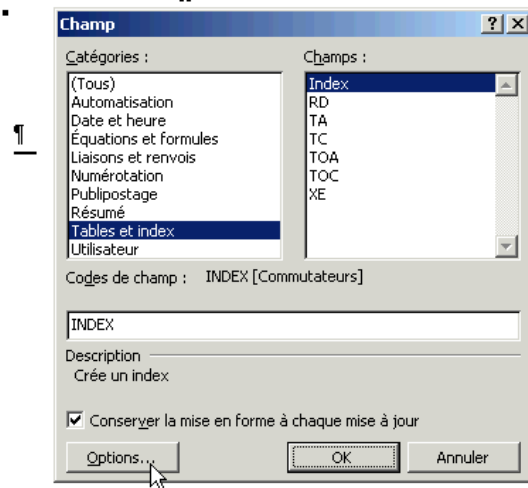 Champ
Catégories :
Champs :
(Tous)
Automatisation
Date et heure
Équations et formules
Liaisons et renvois
Numérotation
Publipostage
Résumé
Tables et index
Utilisateur
Index
RD
TA
TC
TOA
TOC
XE
¶
Codes de champ : INDEX [Commutateurs]
INDEX
Description
Crée un index
Conserver la mise en forme à chaque mise à jour
Options...
OK
Annuler